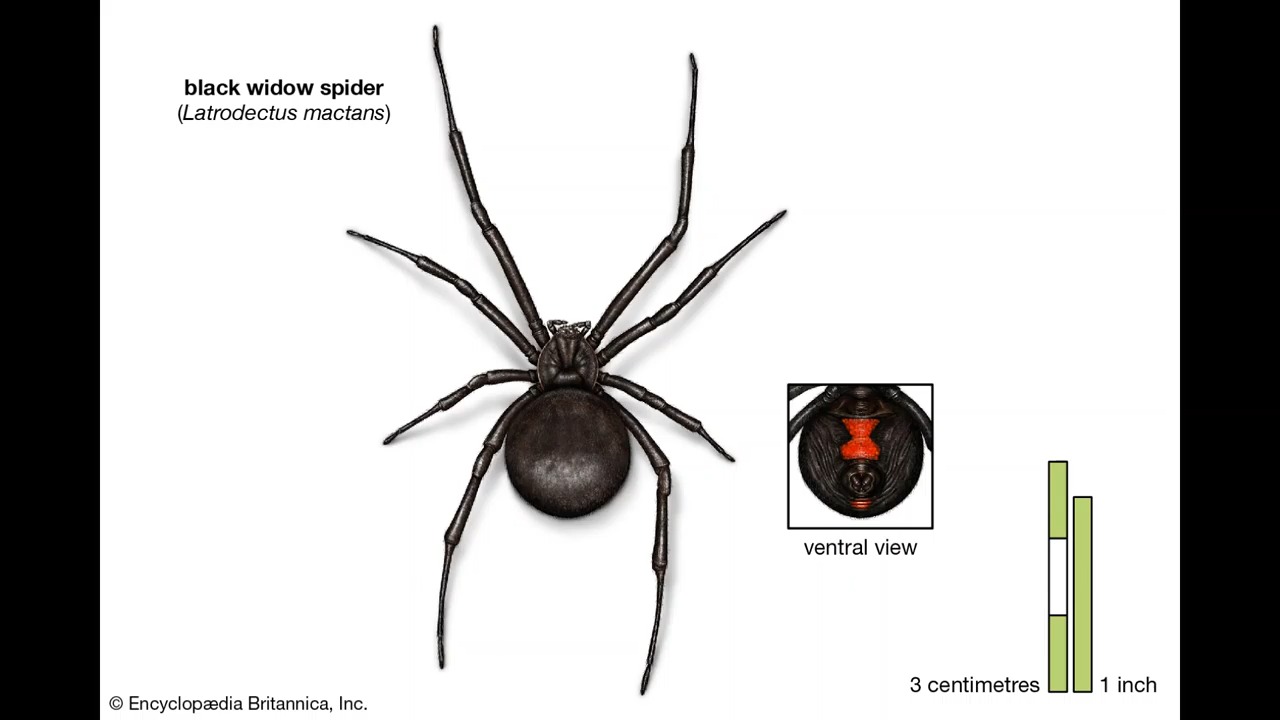 black widow spider
(Latrodectus mactans)
ventral view
3 centimetres
1 inch
© Encyclopædia Britannica, Inc.